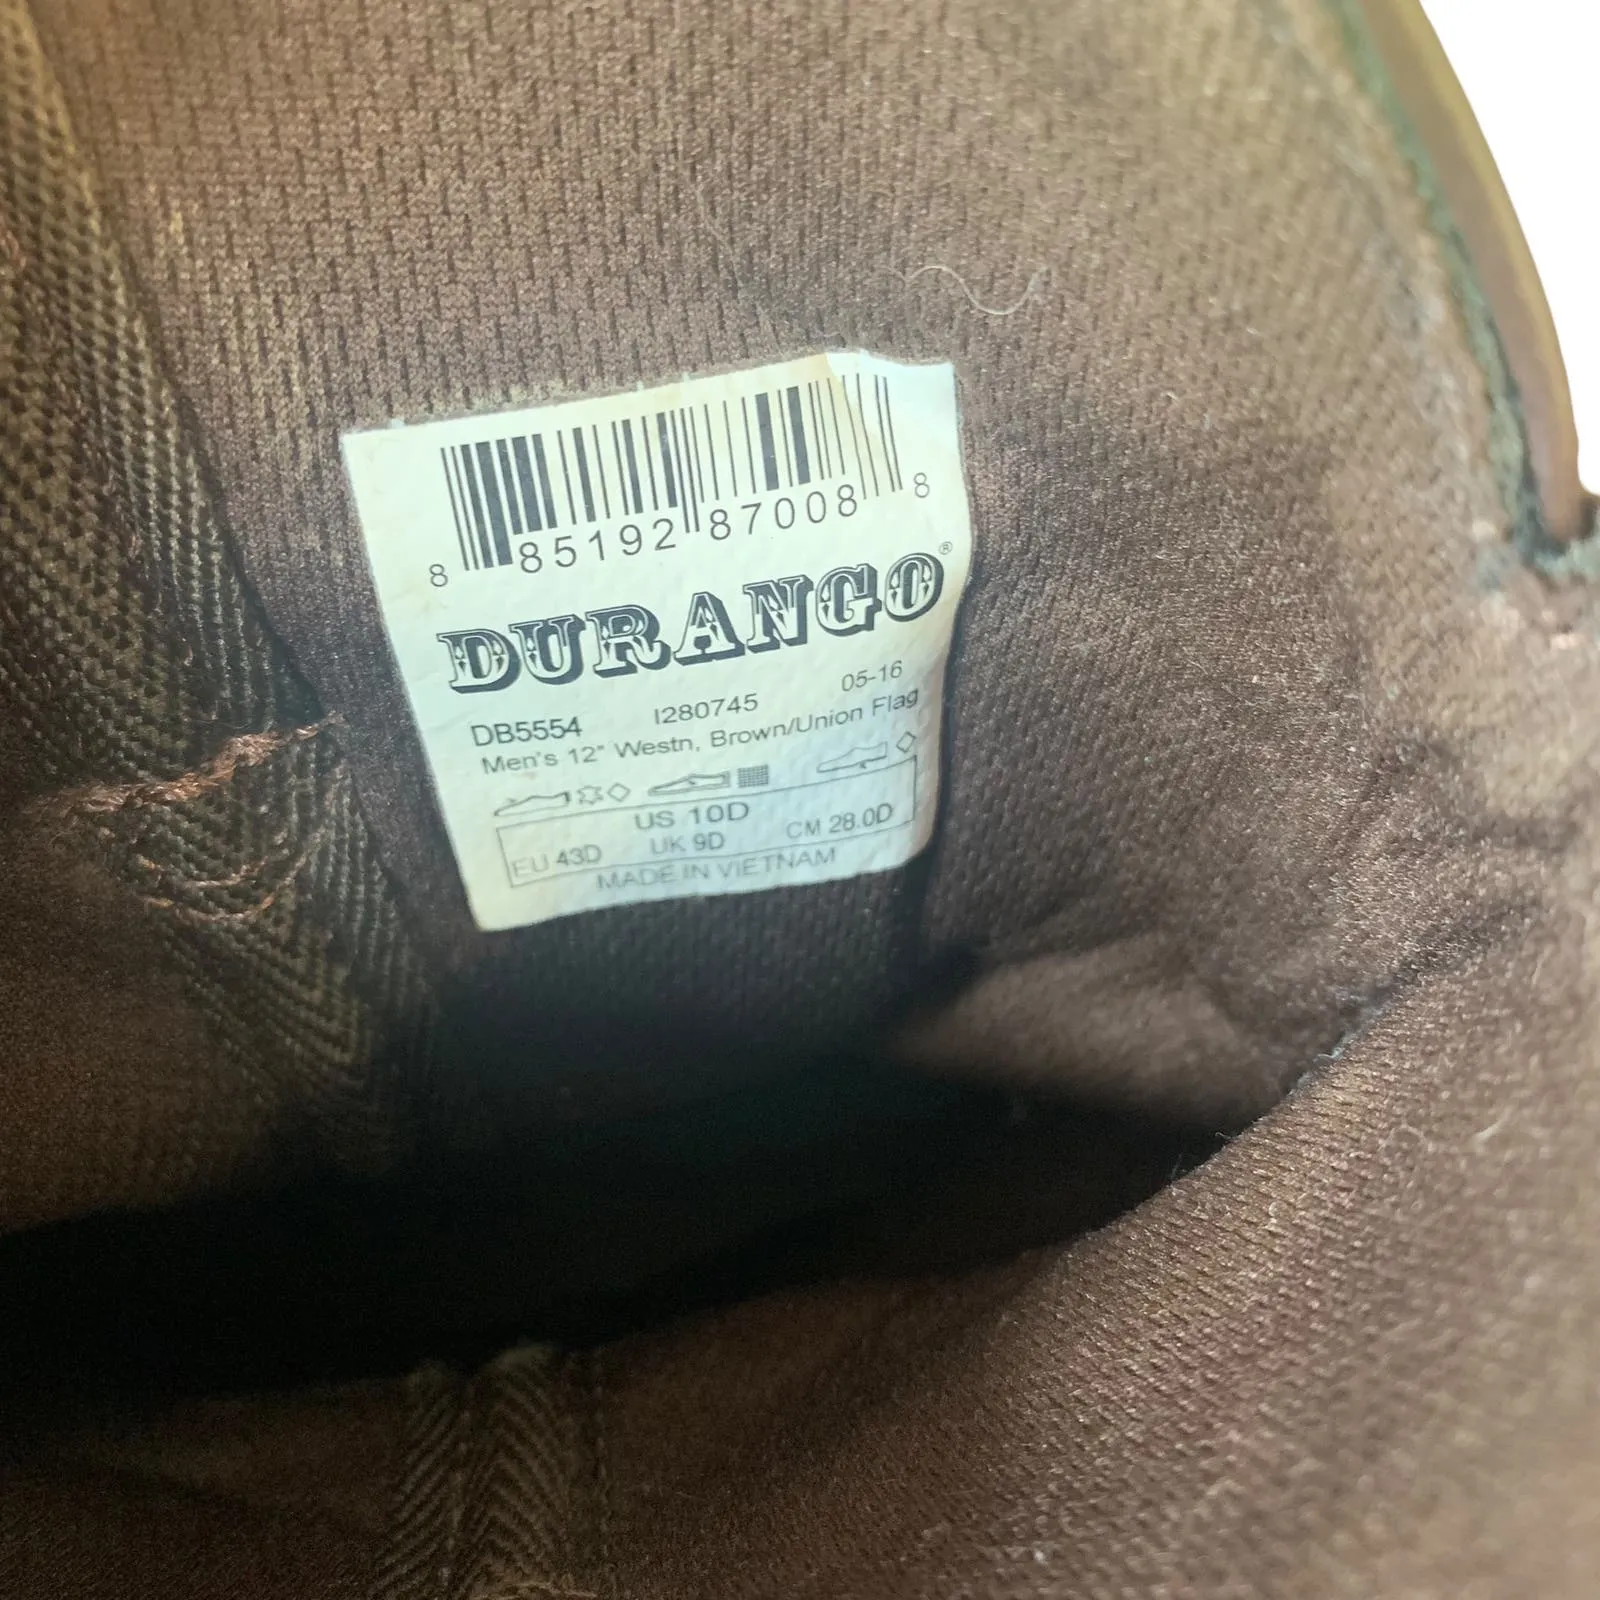 8 85192 87008 8
DURANGO®
DB5554 I280745 05-16
Men's 12" Westn, Brown/Union Flag
US 10D
EU 43D UK 9D CM 28.0D
MADE IN VIETNAM